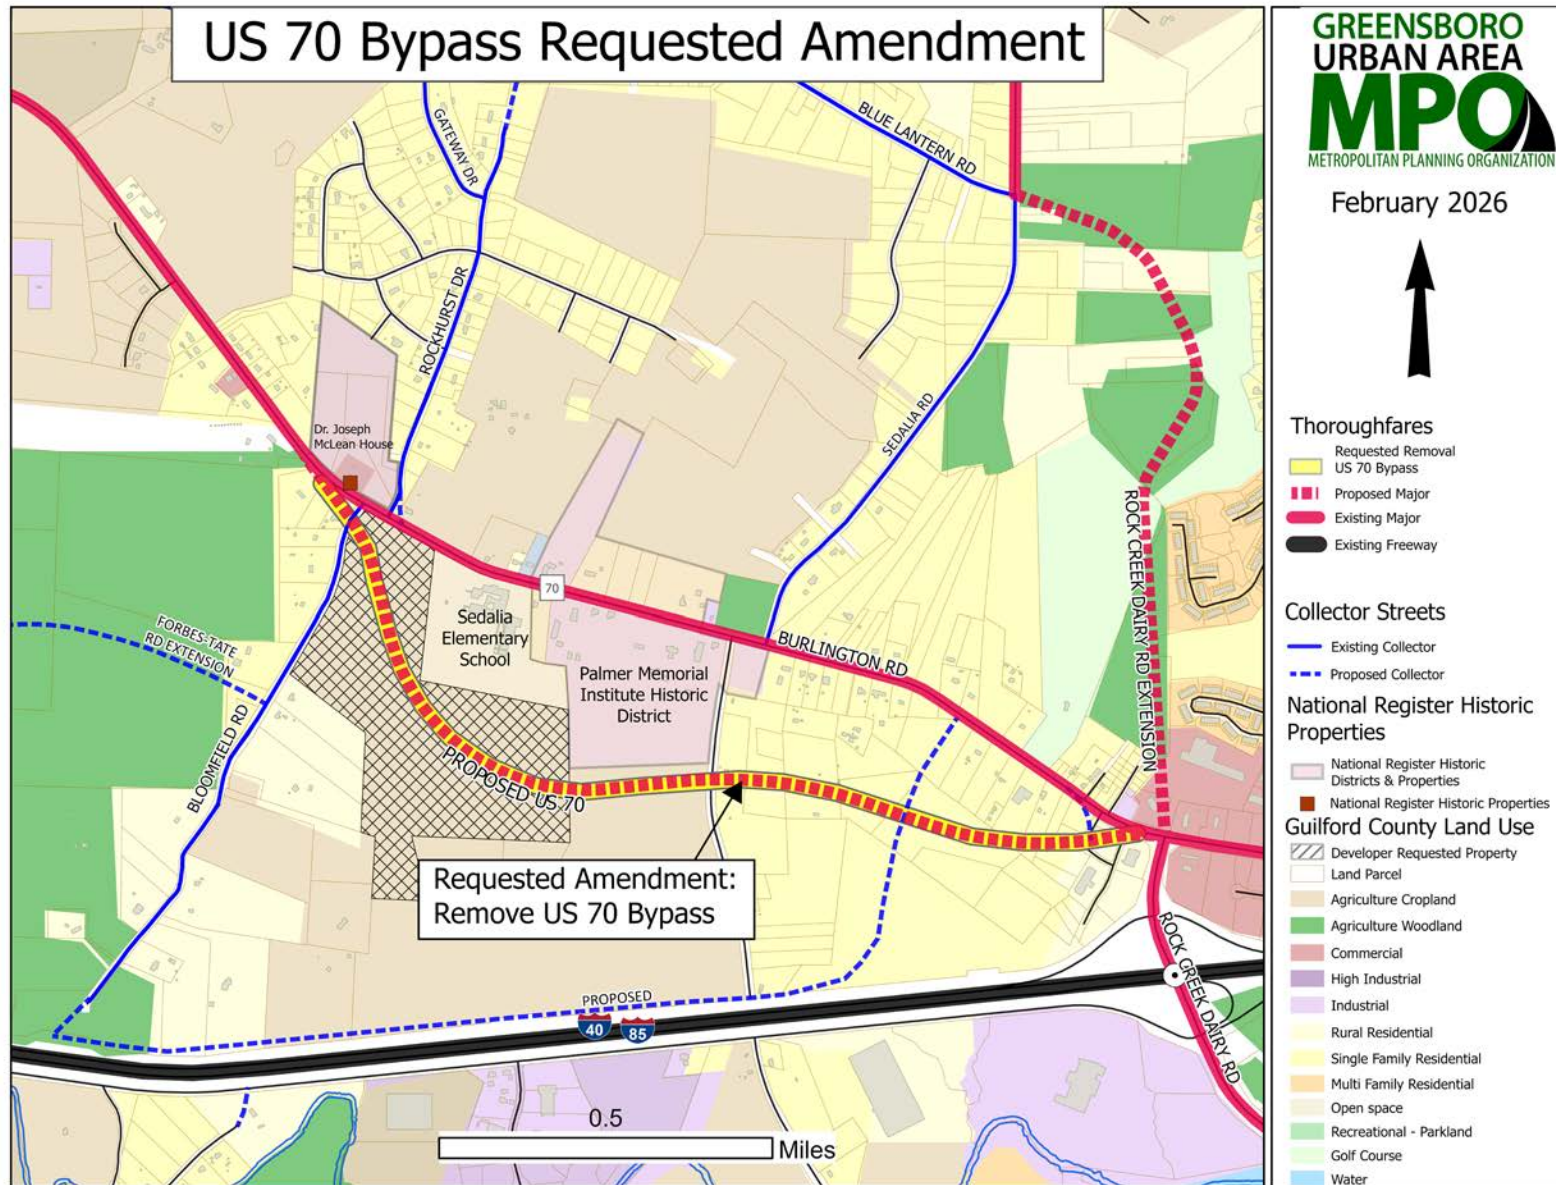 US 70 Bypass Requested Amendment
GREENSBORO
URBAN AREA
MPO
METROPOLITAN PLANNING ORGANIZATION
February 2026
GATEWAY DR
BLUE LANTERN RD
ROCKHURST DR
SEDALIA RD
Dr. Joseph
McLean House
70
Sedalia
Elementary
School
Palmer Memorial
Institute Historic
District
BURLINGTON RD
ROCK CREEK DAIRY RD EXTENSION
FORBES-TATE
RD EXTENSION
BLOOMFIELD RD
PROPOSED US 70
Requested Amendment:
Remove US 70 Bypass
ROCK CREEK DAIRY RD
PROPOSED
40
85
0.5
Miles
Thoroughfares
Requested Removal
US 70 Bypass
Proposed Major
Existing Major
Existing Freeway
Collector Streets
Existing Collector
Proposed Collector
National Register Historic
Properties
National Register Historic
Districts & Properties
National Register Historic Properties
Guilford County Land Use
Developer Requested Property
Land Parcel
Agriculture Cropland
Agriculture Woodland
Commercial
High Industrial
Industrial
Rural Residential
Single Family Residential
Multi Family Residential
Open space
Recreational - Parkland
Golf Course
Water